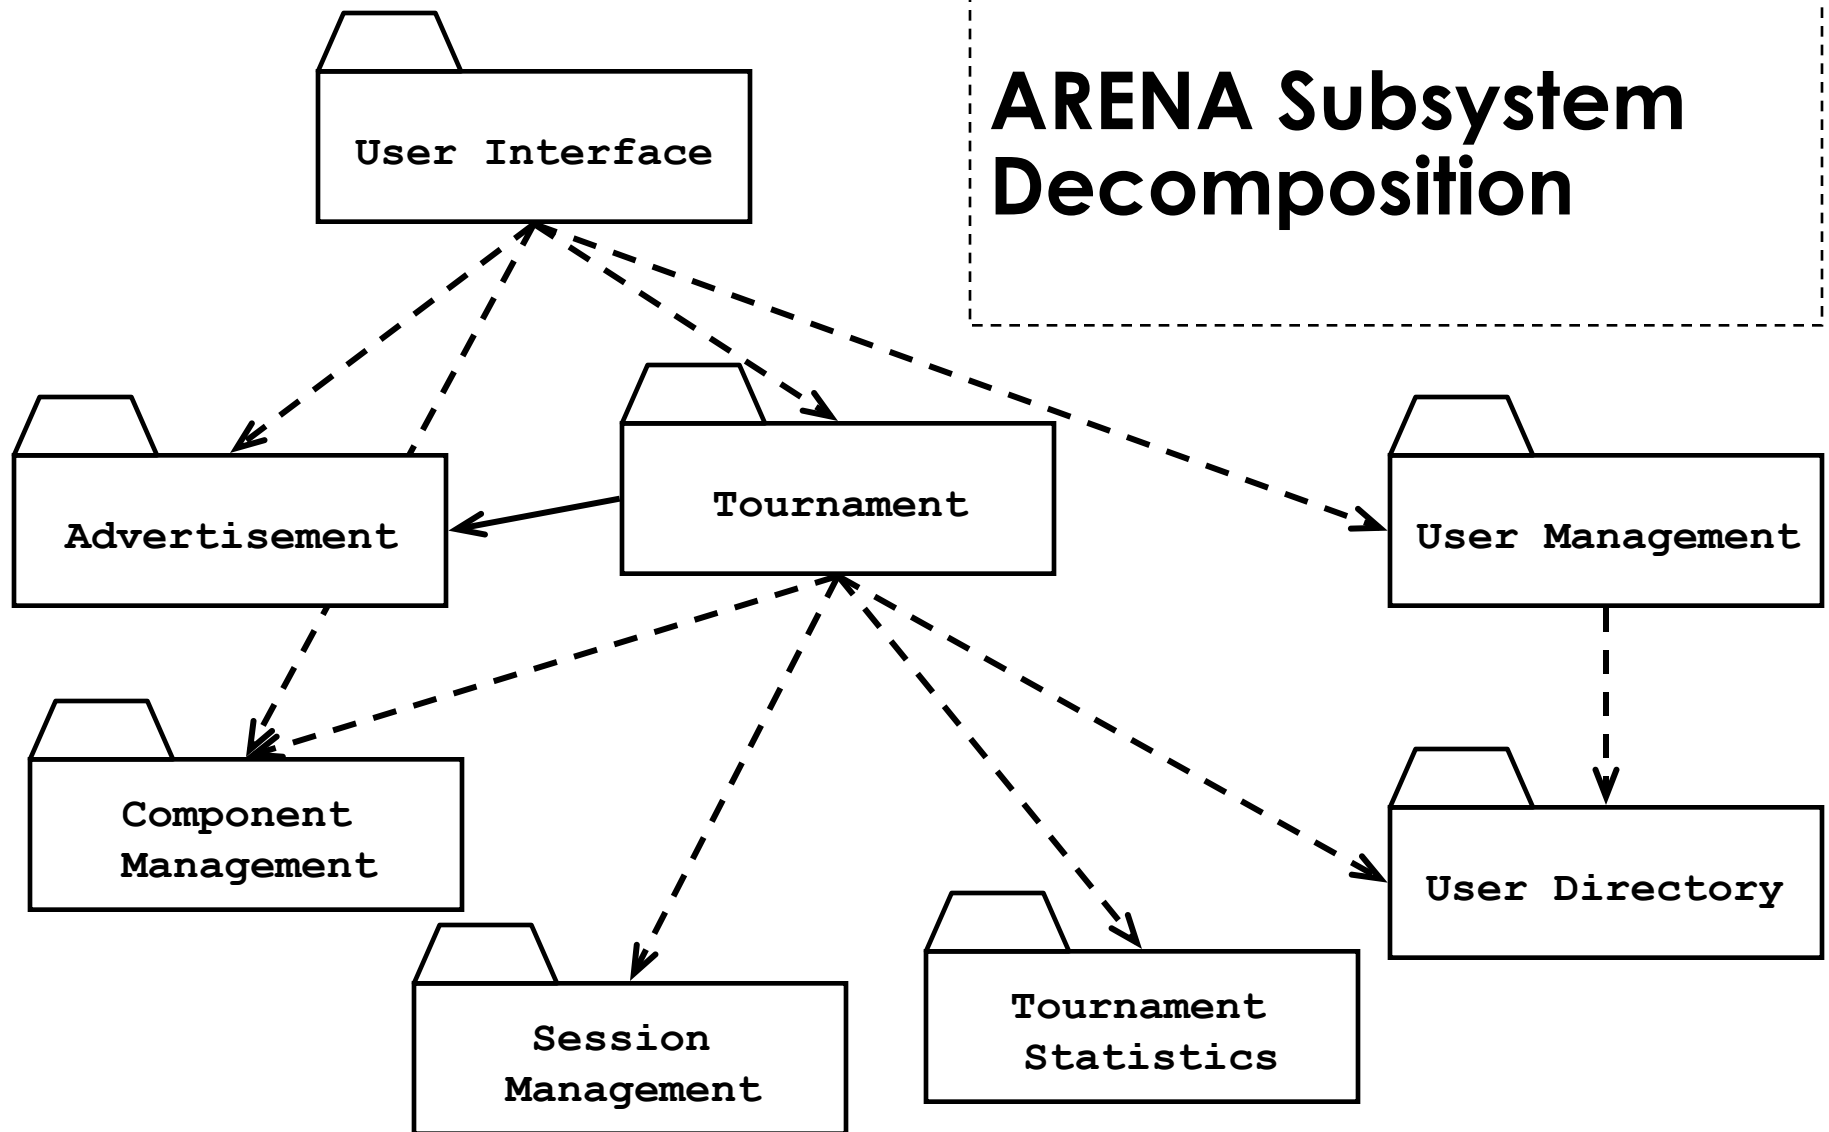 ARENA Subsystem
Decomposition
User Interface
Advertisement
Tournament
User Management
Component
Management
User Directory
Session
Management
Tournament
Statistics